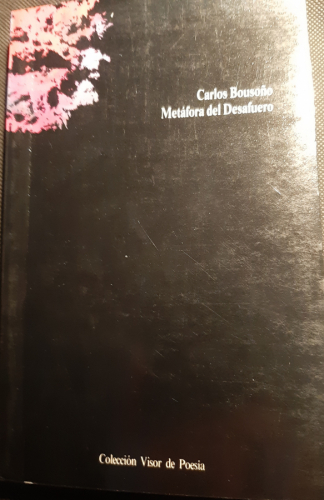 Carlos Bousoño
Metáfora del Desafuero
Colección Visor de Poesía